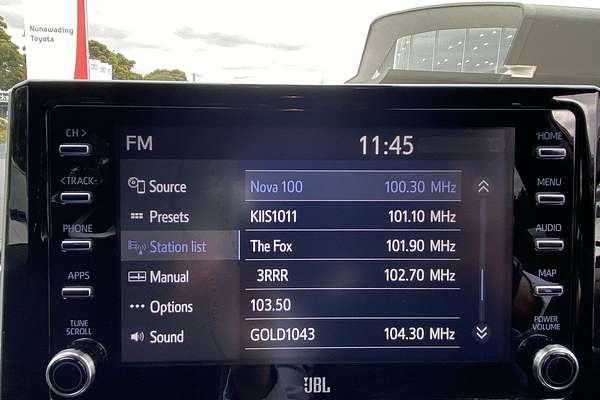 Nunawading
Toyota
FM
11:45
CH >
<TRACK>
PHONE
APPS
TUNE
SCROLL
Source
Presets
Station list
Manual
Options
Sound
Nova 100 100.30 MHz
KIIS1011 101.10 MHz
The Fox 101.90 MHz
3RRR 102.70 MHz
103.50
GOLD1043 104.30 MHz
HOME
MENU
AUDIO
MAP
POWER
VOLUME
JBL